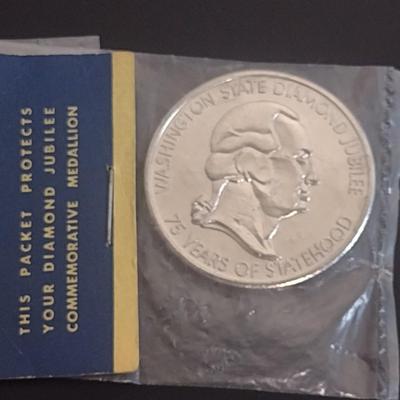 THIS PACKET PROTECTS
YOUR DIAMOND JUBILEE
COMMEMORATIVE MEDALLION
WASHINGTON STATE DIAMOND JUBILEE
75 YEARS OF STATEHOOD